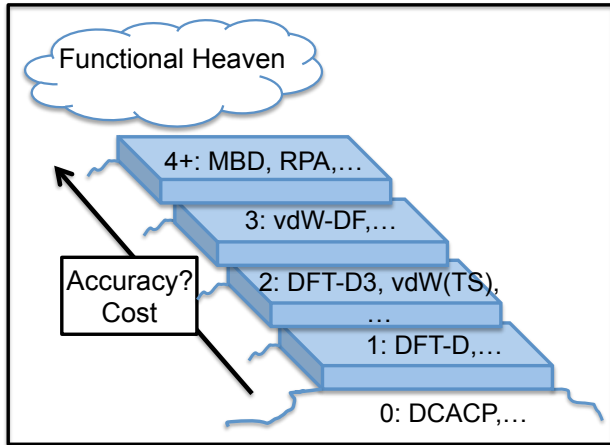 Functional Heaven
4+: MBD, RPA,...
3: vdW-DF,...
Accuracy?
Cost
2: DFT-D3, vdW(TS),
...
1: DFT-D,...
0: DCACP,...